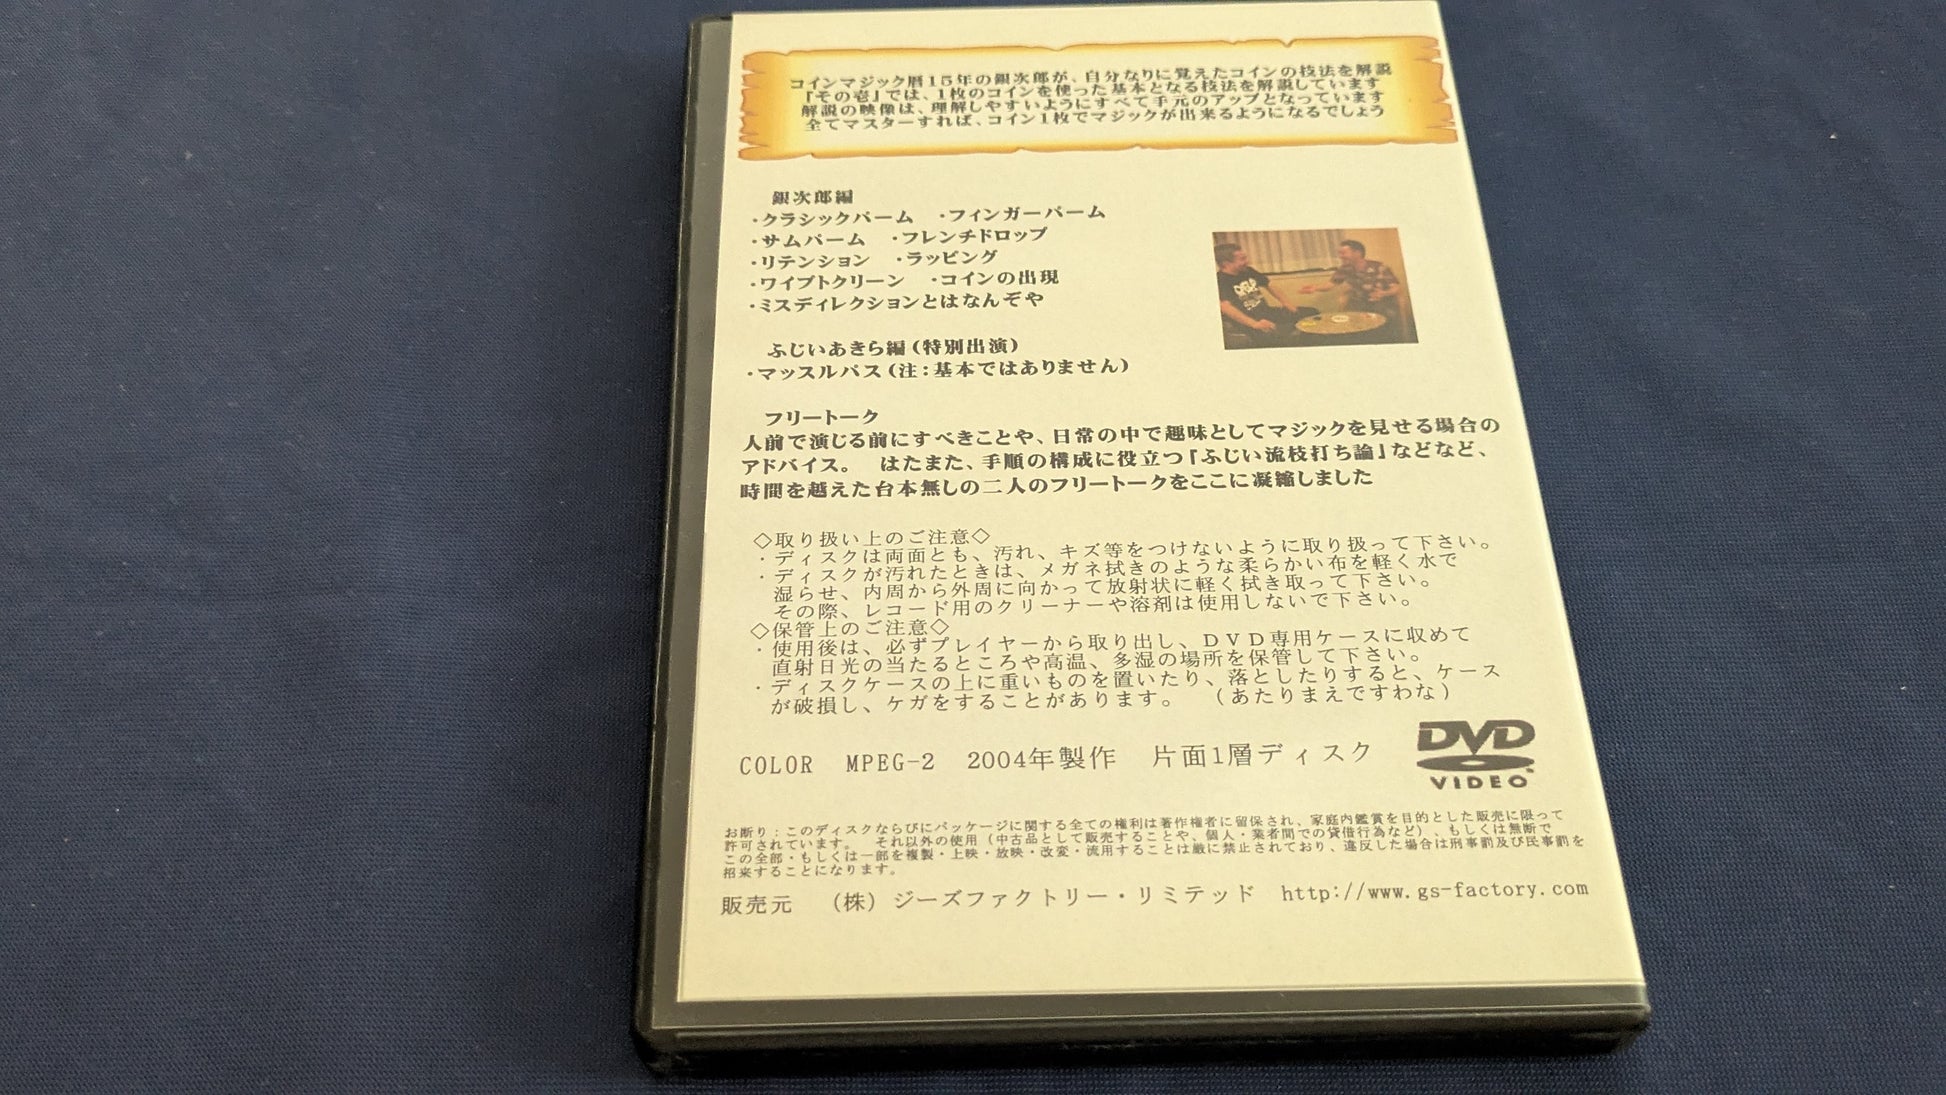 コインマジック暦15年の銀次郎が、自分なりに覚えたコインの技法を解説
『その壱』では、1枚のコインを使った基本となる技法を解説しています
解説の映像は、理解しやすいようにすべて手元のアップとなっています
全てマスターすれば、コイン1枚でマジックが出来るようになるでしょう
銀次郎編
・クラシックパーム　・フィンガーパーム
・サムパーム　・フレンチドロップ
・リテンション　・ラッピング
・ワイプトクリーン　・コインの出現
・ミスディレクションとはなんぞや
ふじいあきら編(特別出演)
・マッスルパス(注:基本ではありません)
フリートーク
人前で演じる前にすべきことや、日常の中で趣味としてマジックを見せる場合の
アドバイス。　はたまた、手順の構成に役立つ「ふじい流枝打ち論」などなど、
時間を越えた台本無しの二人のフリートークをここに凝縮しました
◇取り扱い上のご注意◇
・ディスクは両面とも、汚れ、キズ等をつけないように取り扱って下さい。
・ディスクが汚れたときは、メガネ拭きのような柔らかい布を軽く水で
湿らせ、内周から外周に向かって放射状に軽く拭き取って下さい。
その際、レコード用のクリーナーや溶剤は使用しないで下さい。
◇保管上のご注意◇
・使用後は、必ずプレイヤーから取り出し、DVD専用ケースに収めて
直射日光の当たるところや高温、多湿の場所を保管して下さい。
・ディスクケースの上に重いものを置いたり、落としたりすると、ケース
が破損し、ケガをすることがあります。　（あたりまえですわな）
COLOR　MPEG-2　2004年製作　片面1層ディスク
DVD
VIDEO
お断り：このディスクならびにパッケージに関する全ての権利は著作権者に留保され、家庭内鑑賞を目的とした販売に限って
許可されています。　それ以外の使用（中古品として販売することや、個人・業者間での貸借行為など）、もしくは無断で
この全部・もしくは一部を複製・上映・放映・改変・流用することは厳に禁止されており、違反した場合は刑事罰及び民事罰を
招来することになります。
販売元　（株）ジーズファクトリー・リミテッド　http://www.gs-factory.com